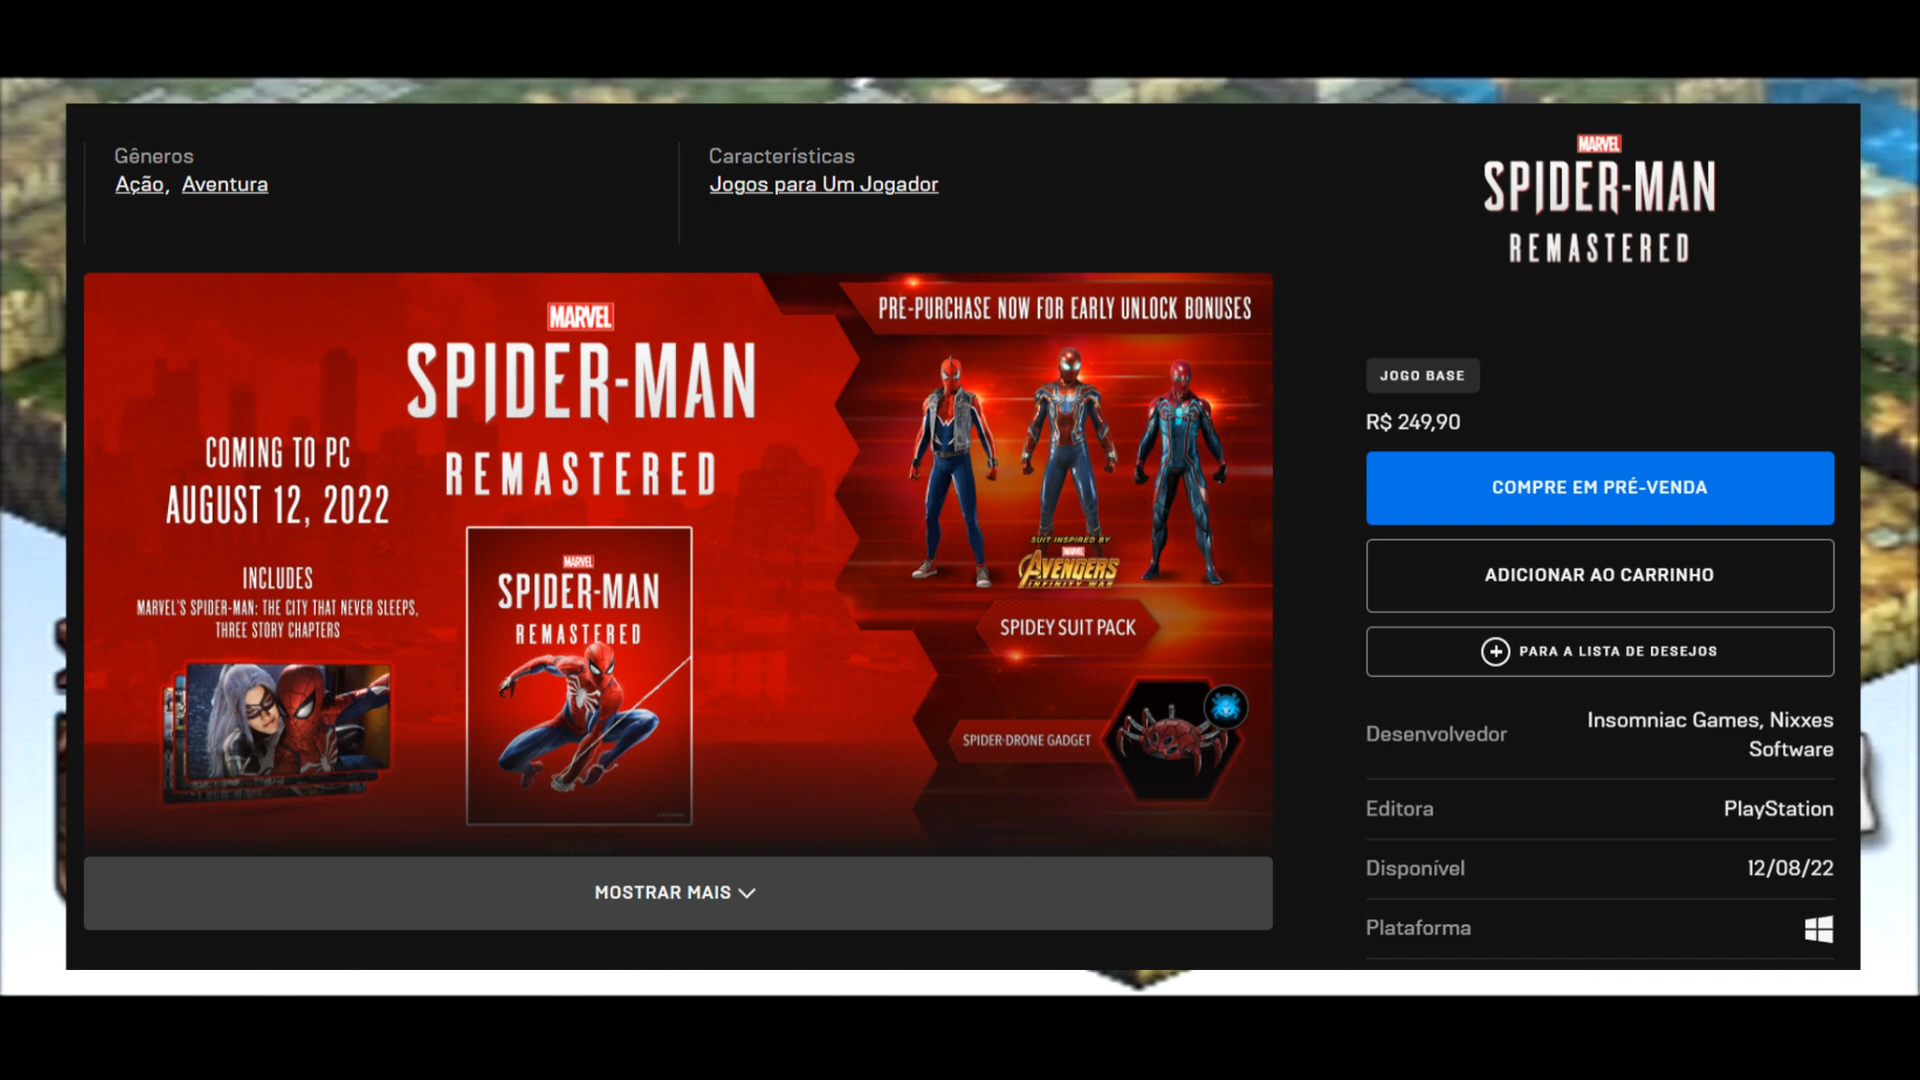 Gêneros
Ação, Aventura
Características
Jogos para Um Jogador
MARVEL
SPIDER-MAN
REMASTERED
COMING TO PC
AUGUST 12, 2022
INCLUDES
MARVEL'S SPIDER-MAN: THE CITY THAT NEVER SLEEPS,
THREE STORY CHAPTERS
MARVEL
SPIDER-MAN
REMASTERED
PRE-PURCHASE NOW FOR EARLY UNLOCK BONUSES
SUIT INSPIRED BY
MARVEL
AVENGERS
INFINITY WAR
SPIDEY SUIT PACK
SPIDER-DRONE GADGET
MOSTRAR MAIS
MARVEL
SPIDER-MAN
REMASTERED
JOGO BASE
R$ 249,90
COMPRE EM PRÉ-VENDA
ADICIONAR AO CARRINHO
PARA A LISTA DE DESEJOS
Desenvolvedor
Insomniac Games, Nixxes
Software
Editora
PlayStation
Disponível
12/08/22
Plataforma